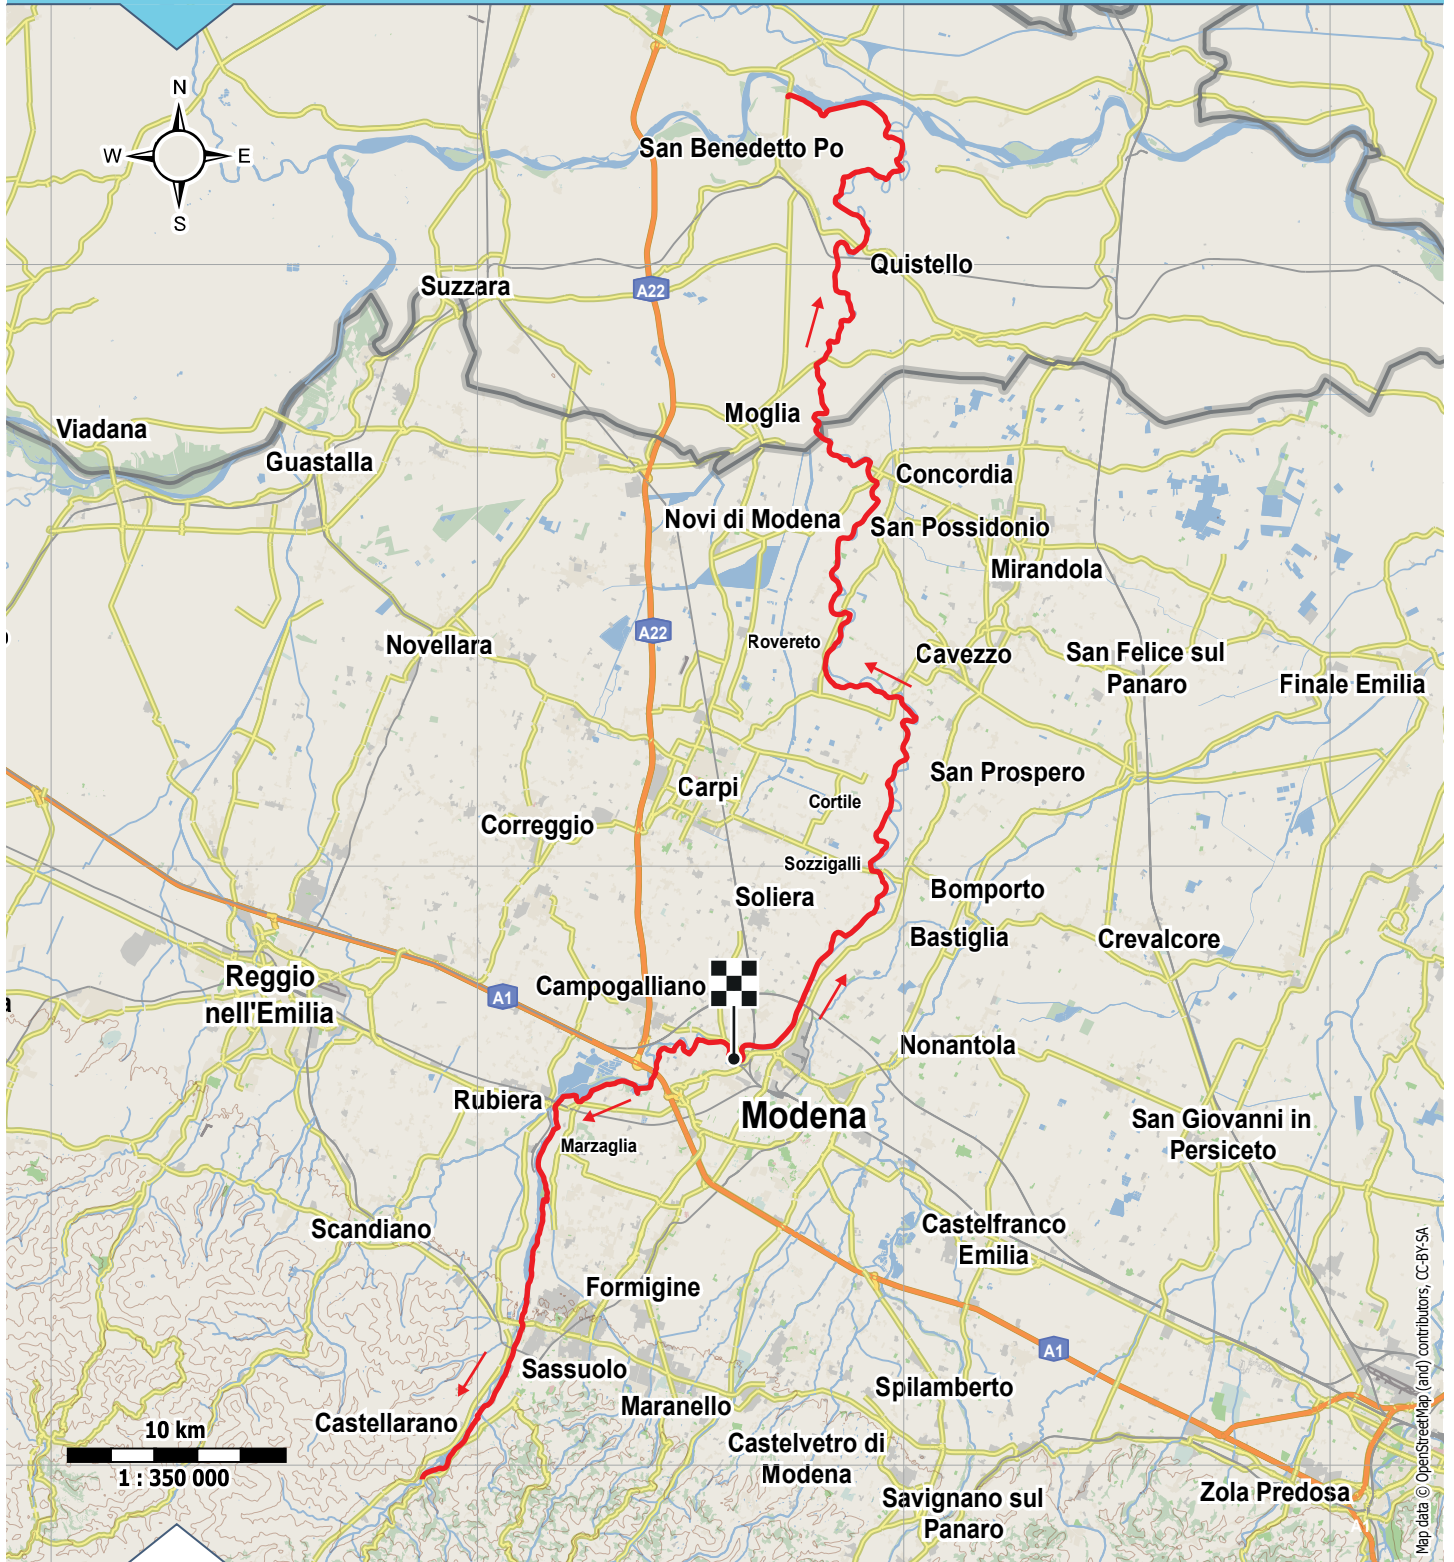 N
W
E
S
San Benedetto Po
Quistello
Suzzara
A22
Moglia
Viadana
Guastalla
Concordia
Novi di Modena
San Possidonio
Mirandola
A22
Novellara
Rovereto
Cavezzo
San Felice sul
Panaro
Finale Emilia
San Prospero
Carpi
Cortile
Correggio
Sozzigalli
Soliera
Bomporto
Bastiglia
Crevalcore
Reggio
nell'Emilia
A1
Campogalliano
Nonantola
Rubiera
Modena
Marzaglia
San Giovanni in
Persiceto
Scandiano
Castelfranco
Emilia
Formigine
A1
Sassuolo
Spilamberto
Maranello
Castellarano
10 km
1 : 350 000
Castelvetro di
Modena
Savignano sul
Panaro
Zola Predosa
Map data © OpenStreetMap (and) contributors, CC-BY-SA